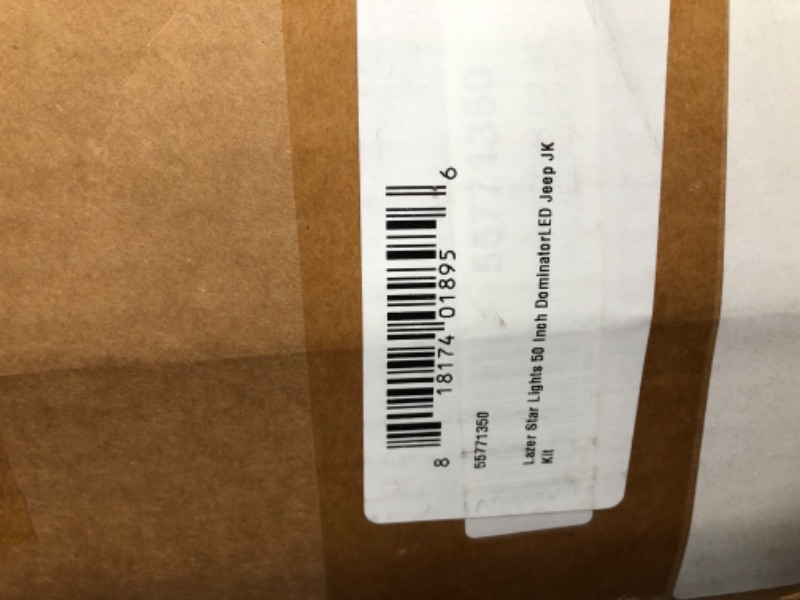 8 18174 01895 6
55771350
Lazer Star Lights 50 Inch DominatorLED Jeep JK
Kit